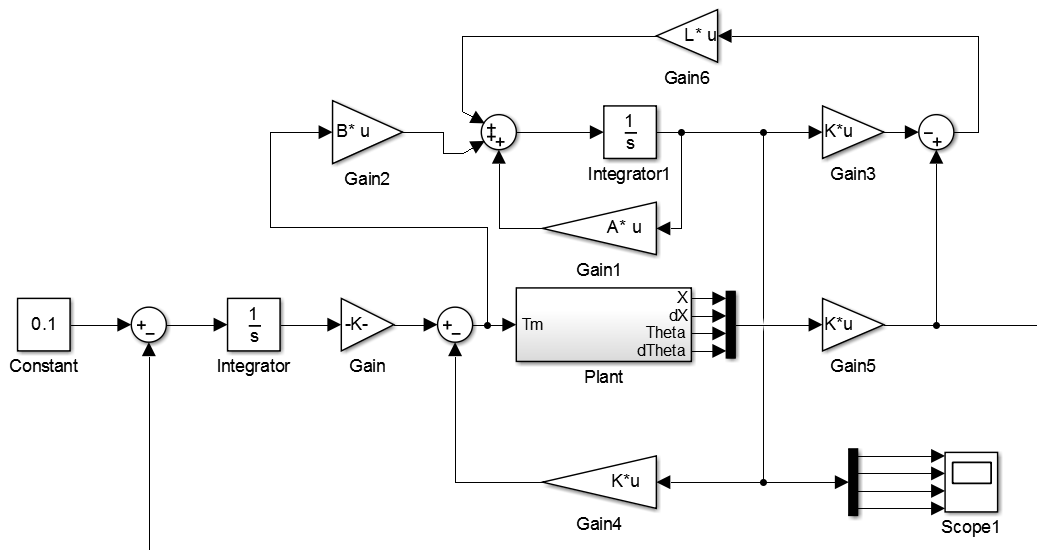 L* u
Gain6
B* u
Gain2
1
s
Integrator1
K*u
Gain3
A* u
Gain1
0.1
Constant
1
s
Integrator
-K-
Gain
Tm
X
dX
Theta
dTheta
Plant
K*u
Gain5
K*u
Gain4
Scope1